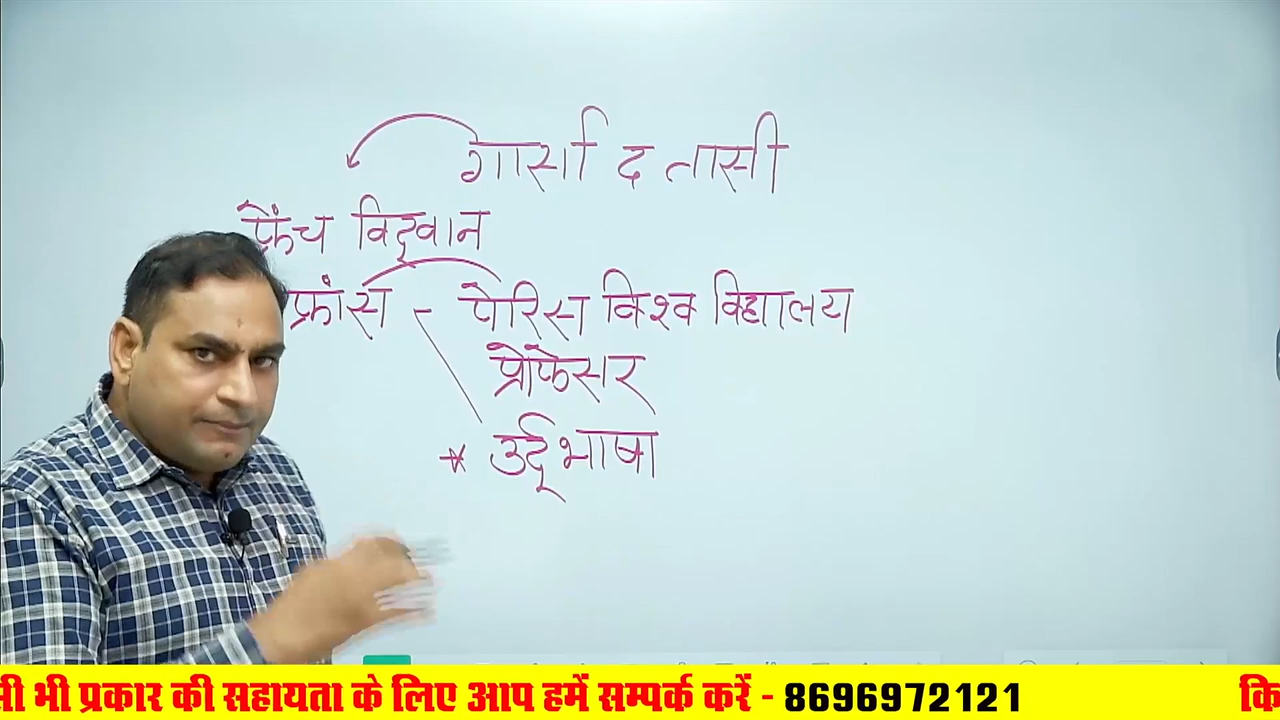 गार्सा द तासी
फ्रेंच विद्वान
फ्रांस - पेरिस विश्व विद्यालय
प्रोफेसर
* उर्दू भाषा
सी भी प्रकार की सहायता के लिए आप हमें सम्पर्क करें - 8696972121 कि